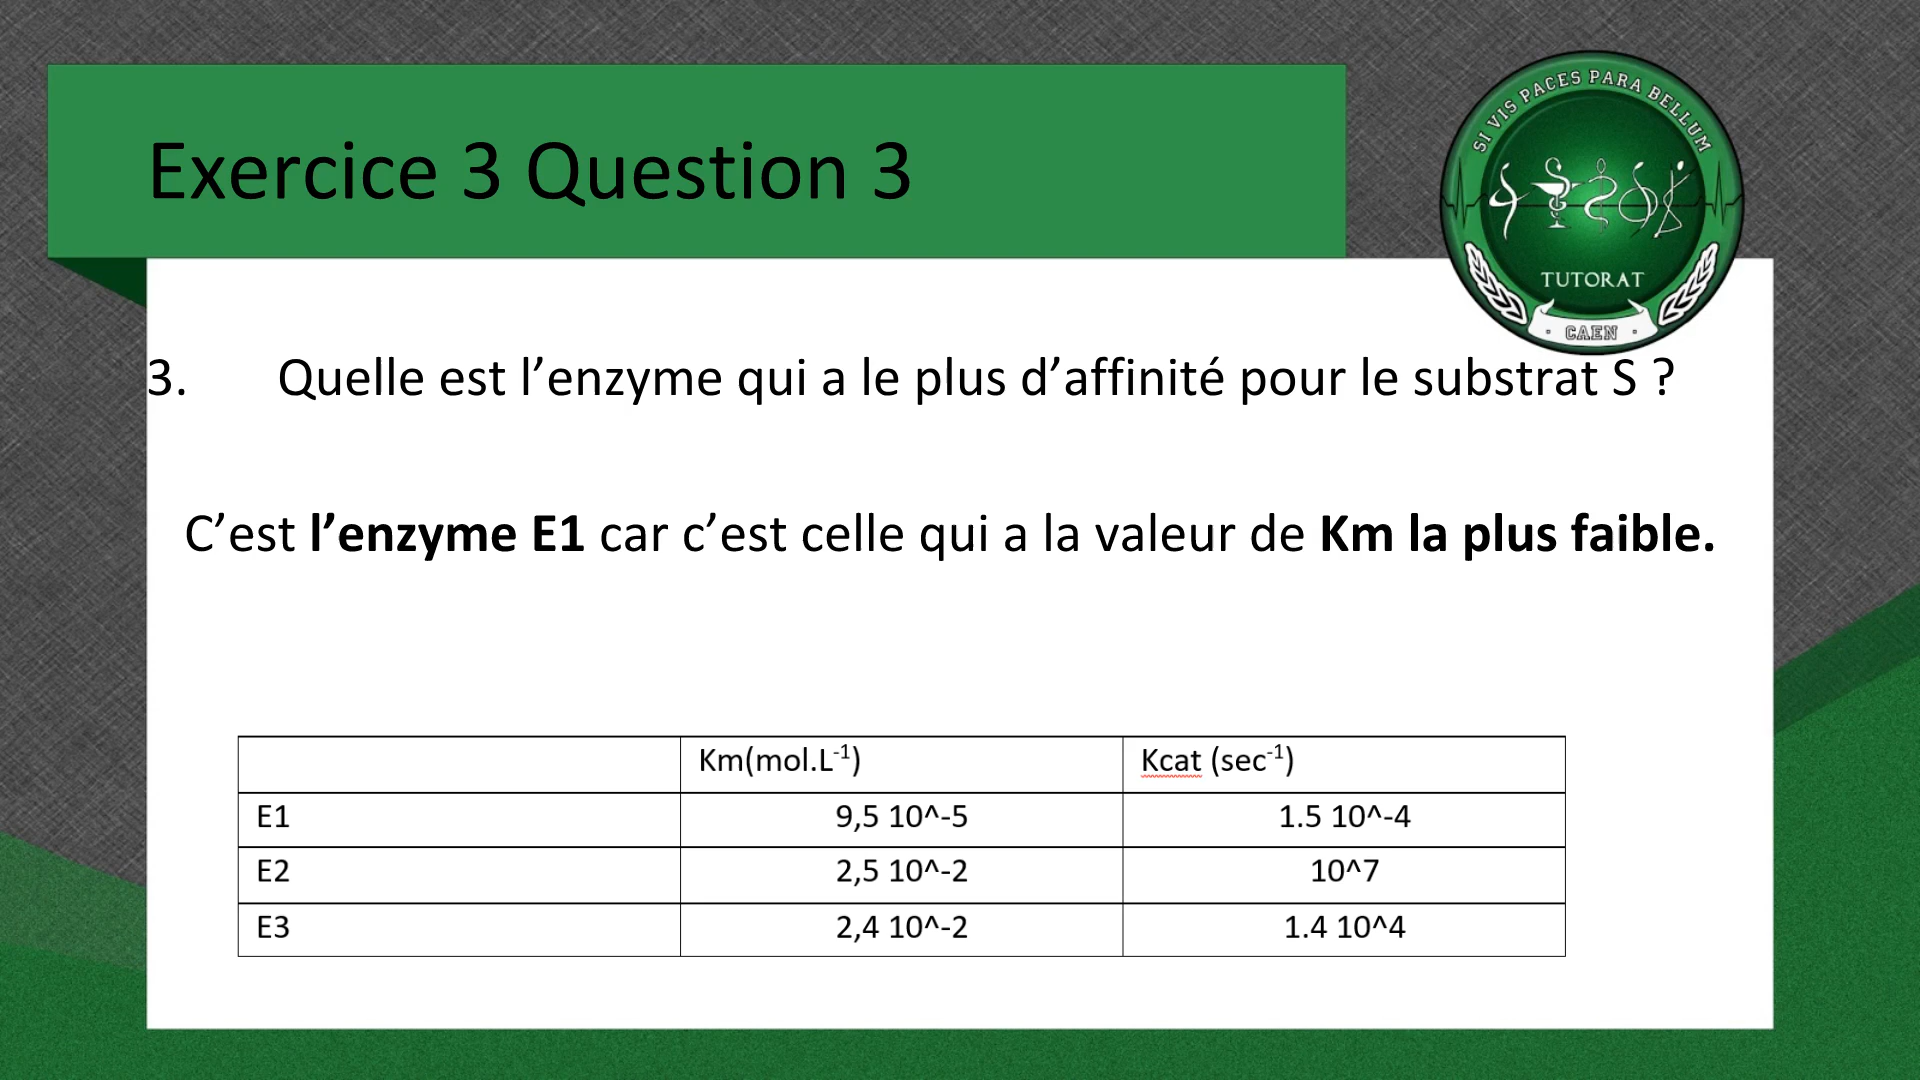 SI VIS PACES PARA BELLUM
TUTORAT
· CAEN ·
Exercice 3 Question 3
3. Quelle est l’enzyme qui a le plus d’affinité pour le substrat S ?
C’est l’enzyme E1 car c’est celle qui a la valeur de Km la plus faible.
Km(mol.L⁻¹) Kcat (sec⁻¹)
E1 9,5 10^-5 1.5 10^-4
E2 2,5 10^-2 10^7
E3 2,4 10^-2 1.4 10^4